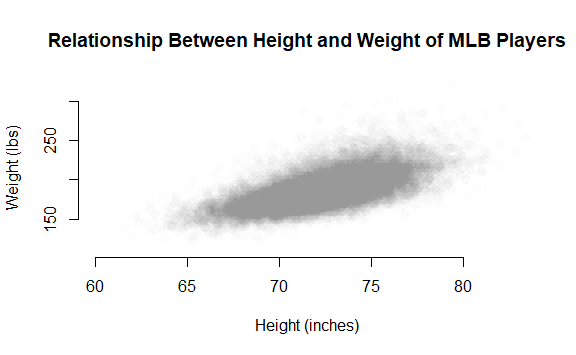 Relationship Between Height and Weight of MLB Players
Weight (lbs)
250
150
60 65 70 75 80
Height (inches)